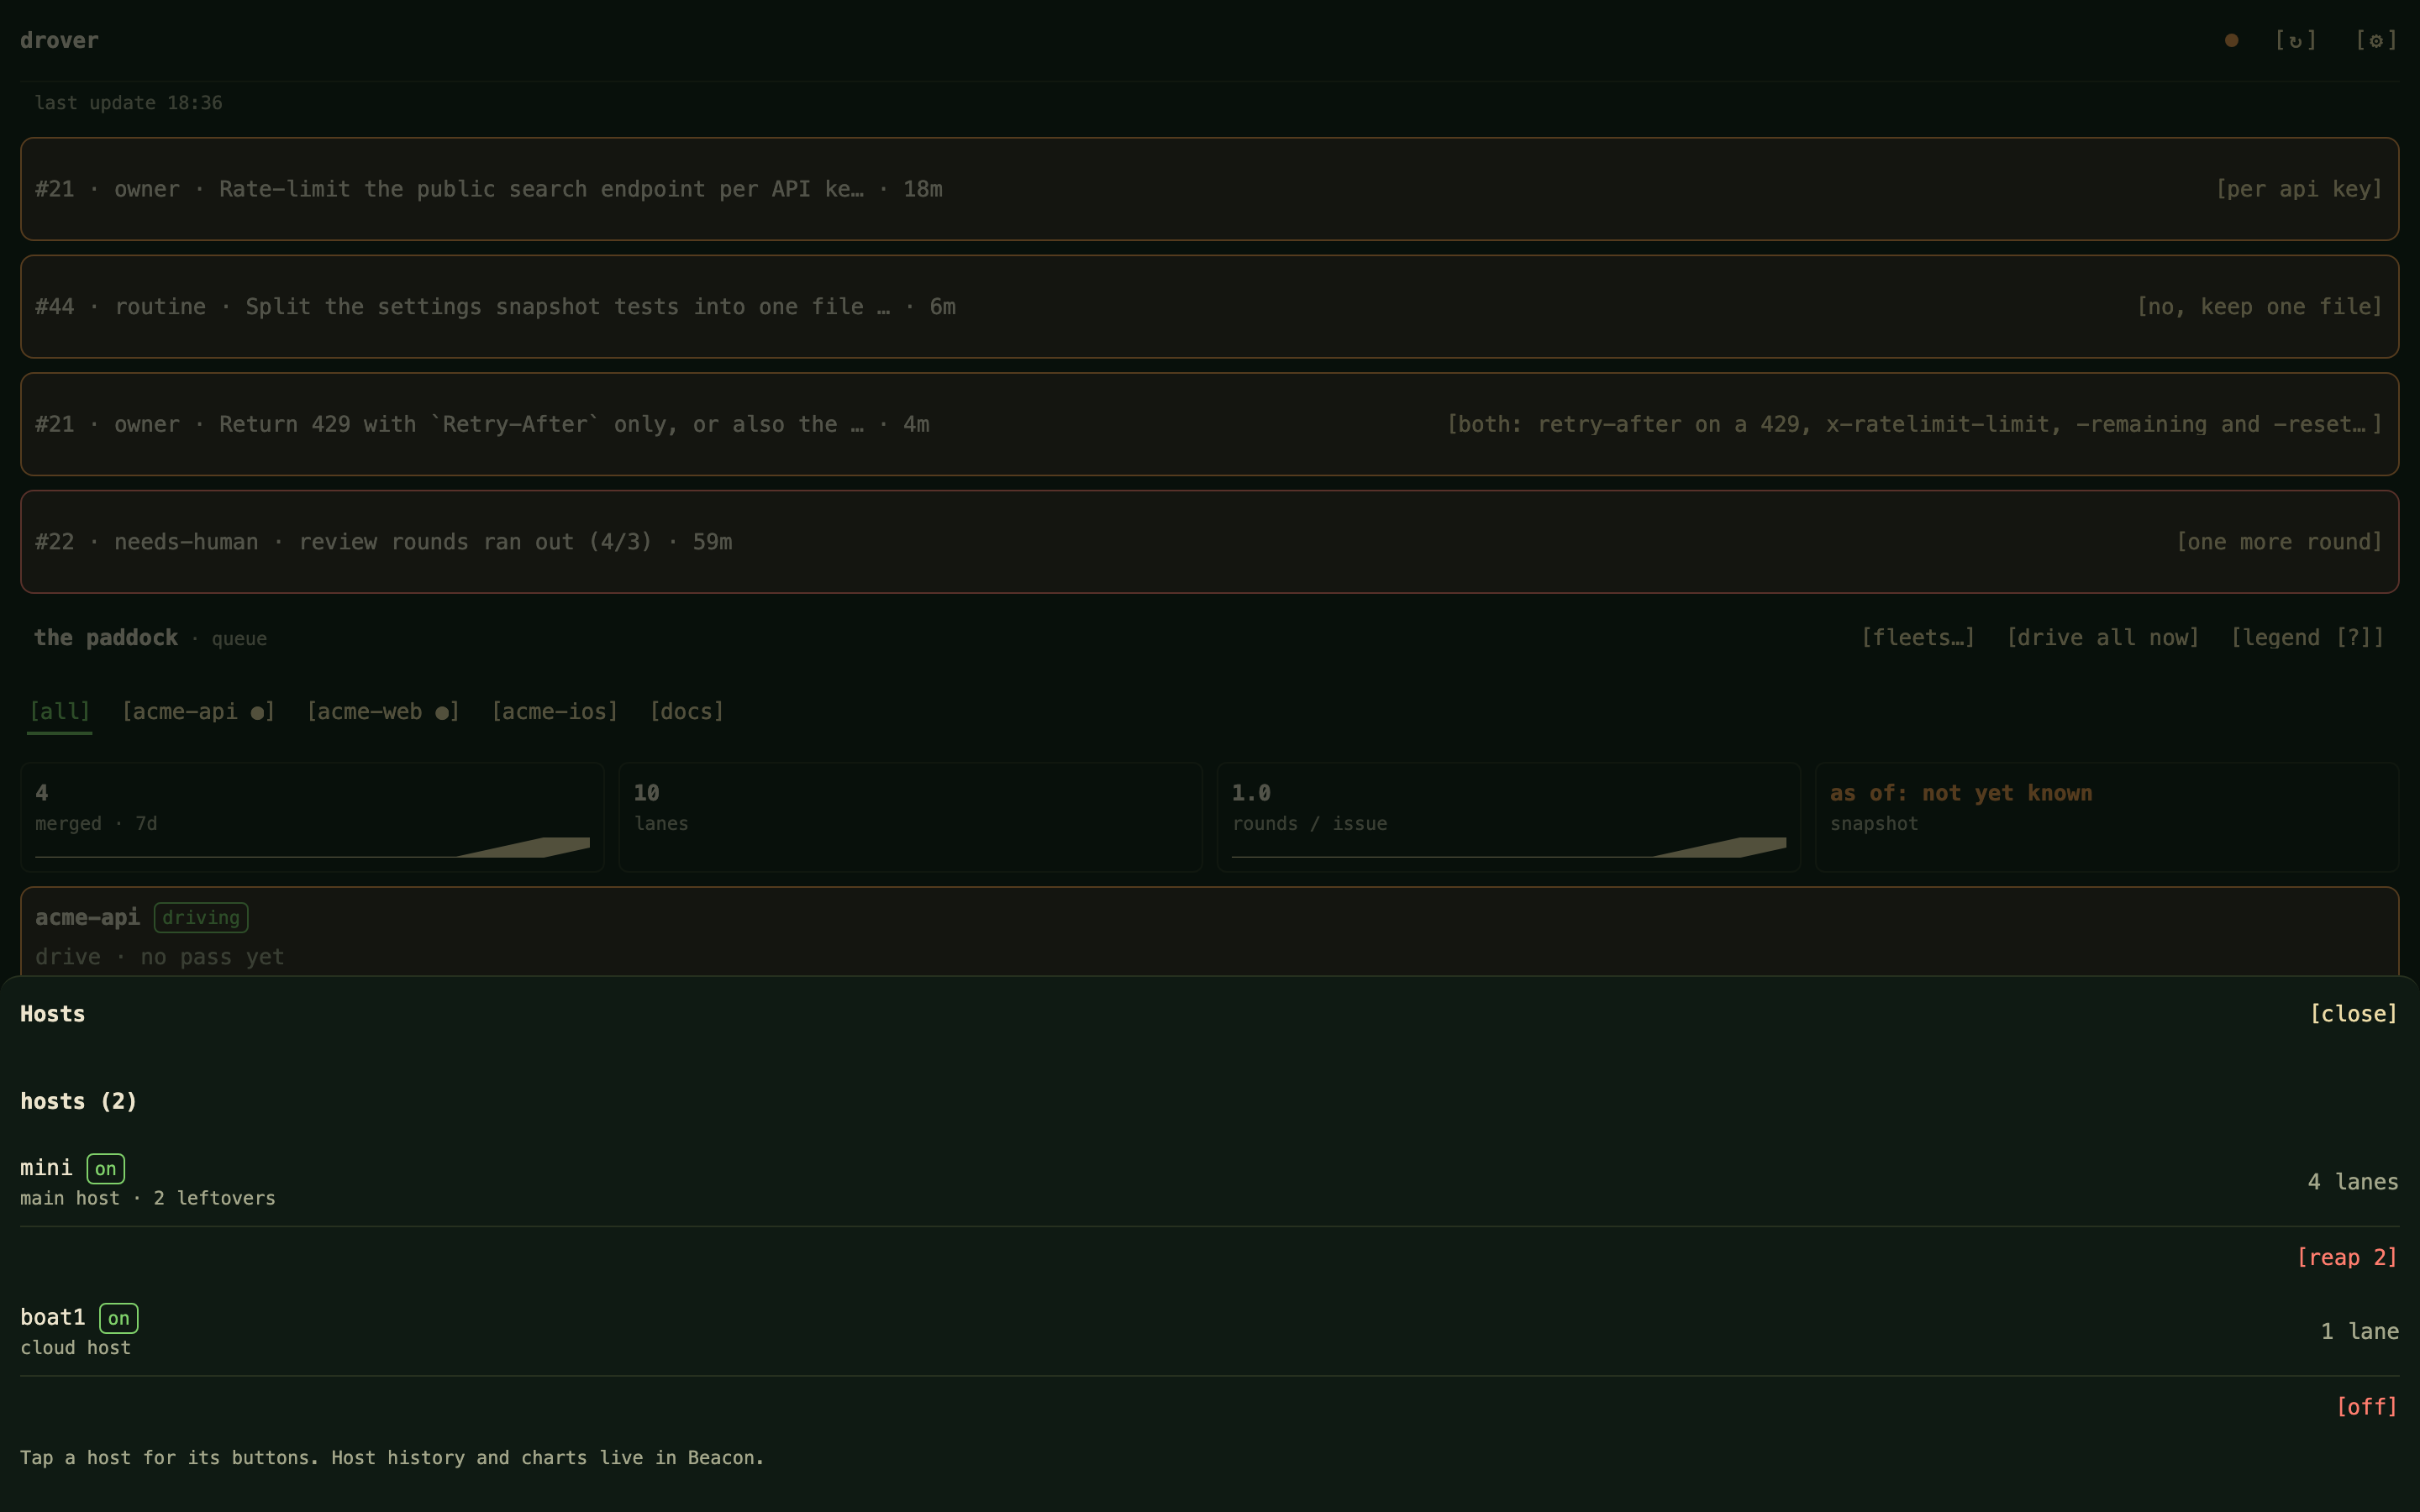 drover ● [↻] [⚙]
last update 18:36
#21 · owner · Rate-limit the public search endpoint per API ke… · 18m [per api key]
#44 · routine · Split the settings snapshot tests into one file … · 6m [no, keep one file]
#21 · owner · Return 429 with `Retry-After` only, or also the … · 4m [both: retry-after on a 429, x-ratelimit-limit, -remaining and -reset…]
#22 · needs-human · review rounds ran out (4/3) · 59m [one more round]
the paddock · queue [fleets…] [drive all now] [legend [?]]
[all] [acme-api ●] [acme-web ●] [acme-ios] [docs]
4 10 1.0 as of: not yet known
merged · 7d lanes rounds / issue snapshot
acme-api driving
drive · no pass yet
Hosts [close]
hosts (2)
mini on
main host · 2 leftovers 4 lanes
[reap 2]
boat1 on
cloud host 1 lane
[off]
Tap a host for its buttons. Host history and charts live in Beacon.